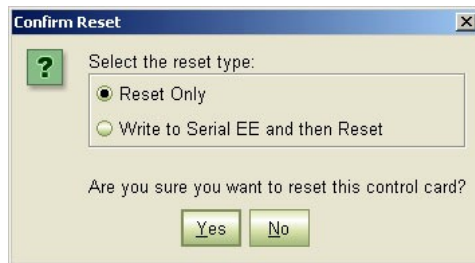 Confirm Reset
Select the reset type:
Reset Only
Write to Serial EE and then Reset
Are you sure you want to reset this control card?
Yes No